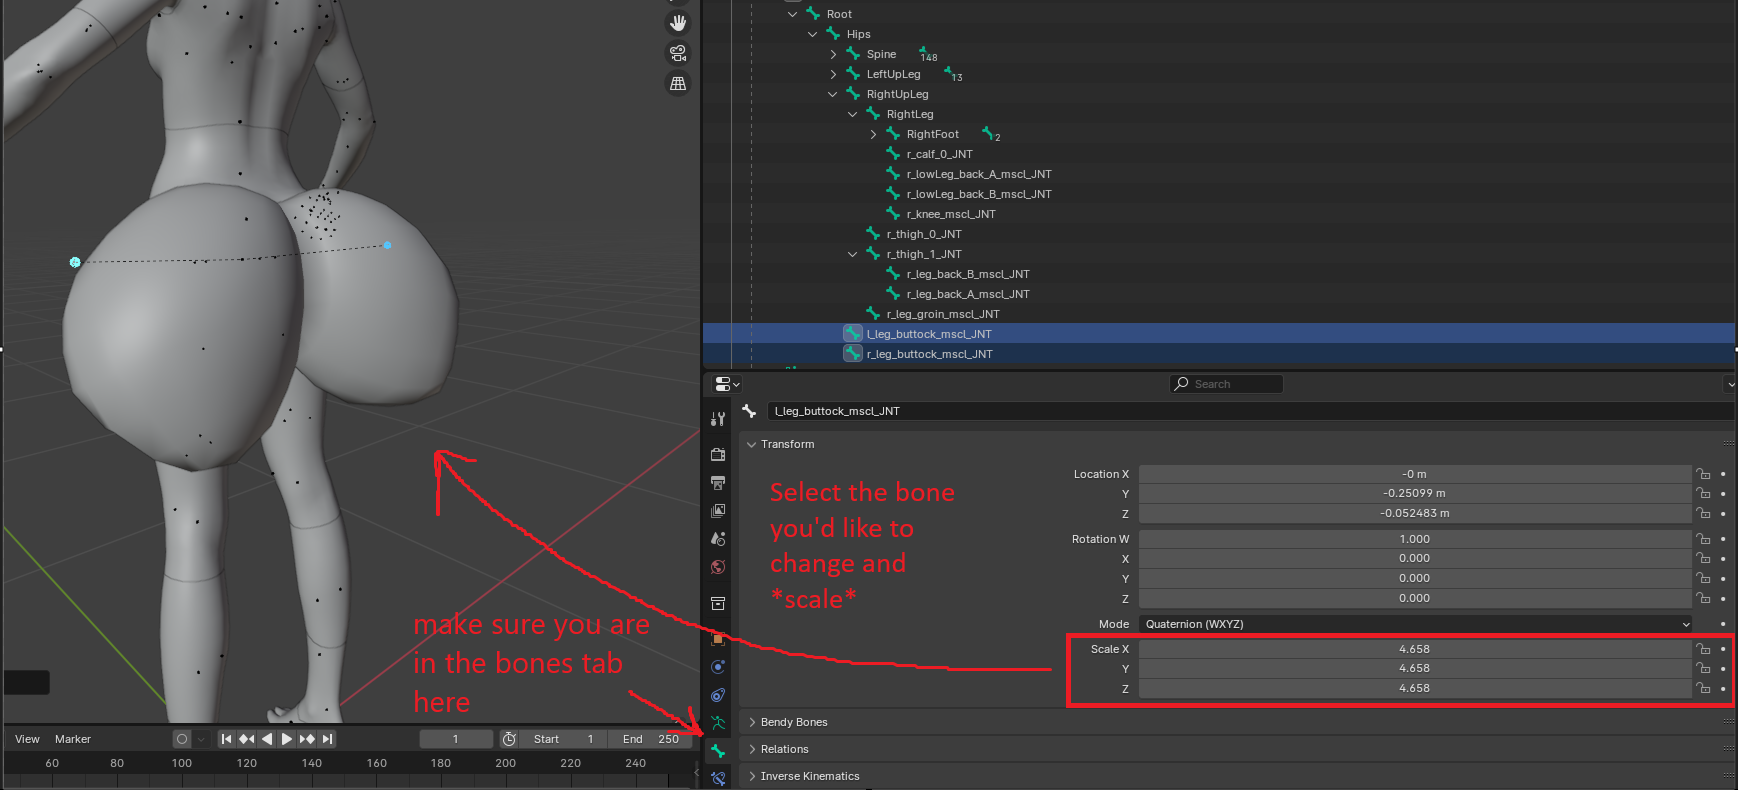 Root
Hips
Spine 148
LeftUpLeg 13
RightUpLeg
RightLeg
RightFoot 2
r_calf_0_JNT
r_lowLeg_back_A_mscl_JNT
r_lowLeg_back_B_mscl_JNT
r_knee_mscl_JNT
r_thigh_0_JNT
r_thigh_1_JNT
r_leg_back_B_mscl_JNT
r_leg_back_A_mscl_JNT
r_leg_groin_mscl_JNT
l_leg_buttock_mscl_JNT
r_leg_buttock_mscl_JNT
Search
l_leg_buttock_mscl_JNT
Transform
Location X -0 m
Y -0.25099 m
Z -0.052483 m
Rotation W 1.000
X 0.000
Y 0.000
Z 0.000
Mode Quaternion (WXYZ)
Scale X 4.658
Y 4.658
Z 4.658
Bendy Bones
Relations
Inverse Kinematics
Select the bone
you'd like to
change and
*scale*
make sure you are
in the bones tab
here
View Marker 1 Start 1 End 250
60 80 100 120 140 160 180 200 220 240